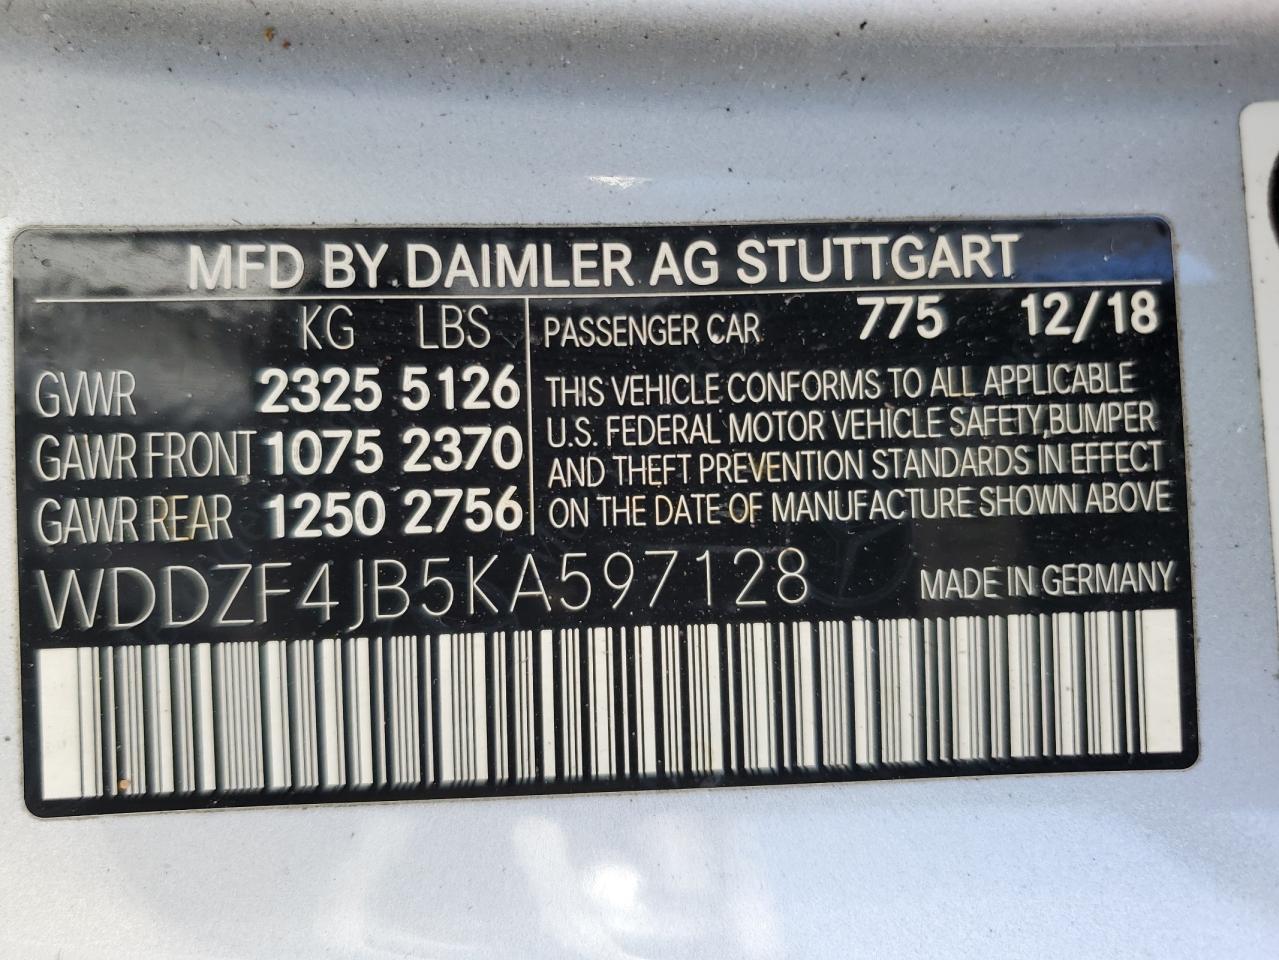 MFD BY DAIMLER AG STUTTGART
KG LBS
PASSENGER CAR 775 12/18
GVWR 2325 5126
GAWR FRONT 1075 2370
GAWR REAR 1250 2756
THIS VEHICLE CONFORMS TO ALL APPLICABLE
U.S. FEDERAL MOTOR VEHICLE SAFETY,BUMPER
AND THEFT PREVENTION STANDARDS IN EFFECT
ON THE DATE OF MANUFACTURE SHOWN ABOVE
WDDZF4JB5KA597128
MADE IN GERMANY